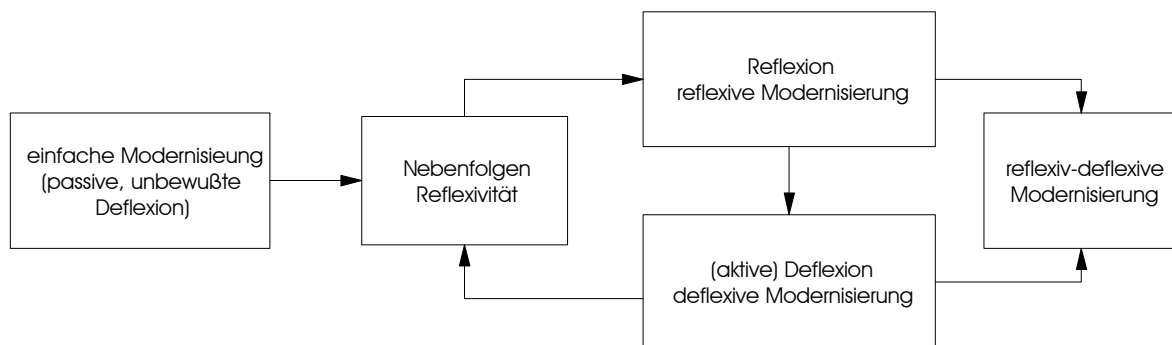 einfache Modernisieung
(passive, unbewußte
Deflexion)
Nebenfolgen
Reflexivität
Reflexion
reflexive Modernisierung
(aktive) Deflexion
deflexive Modernisierung
reflexiv-deflexive
Modernisierung